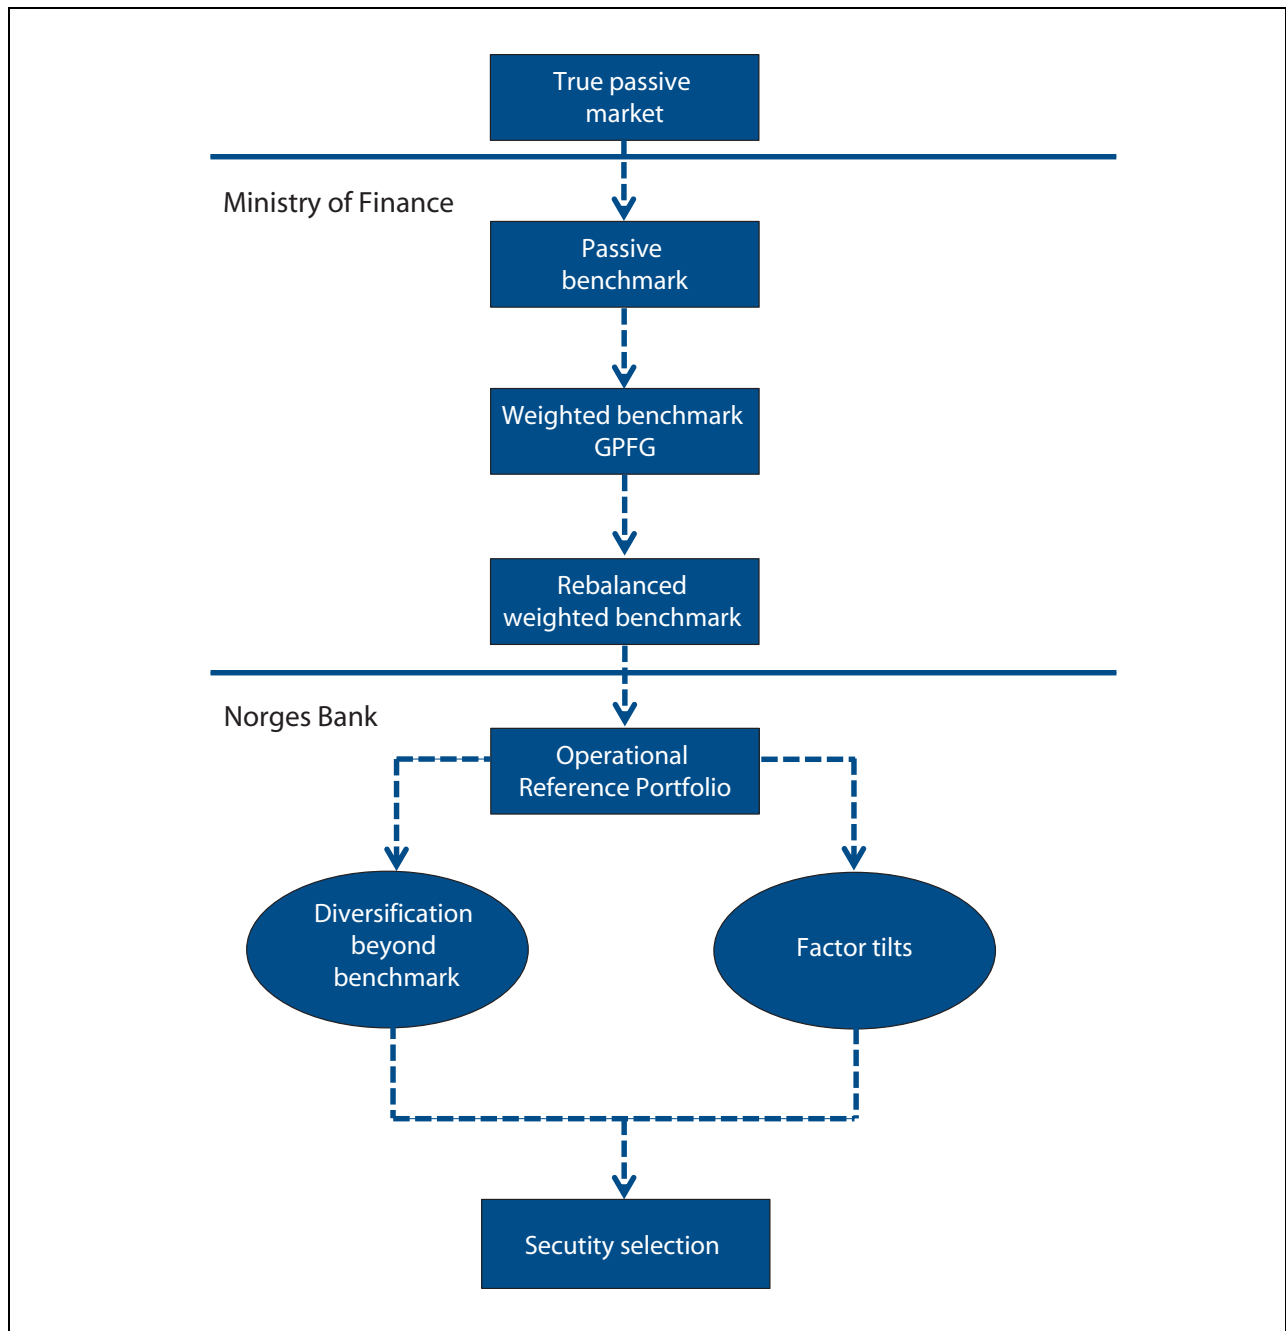 True passive
market
Ministry of Finance
Passive
benchmark
Weighted benchmark
GPFG
Rebalanced
weighted benchmark
Norges Bank
Operational
Reference Portfolio
Diversification
beyond
benchmark
Factor tilts
Secutity selection